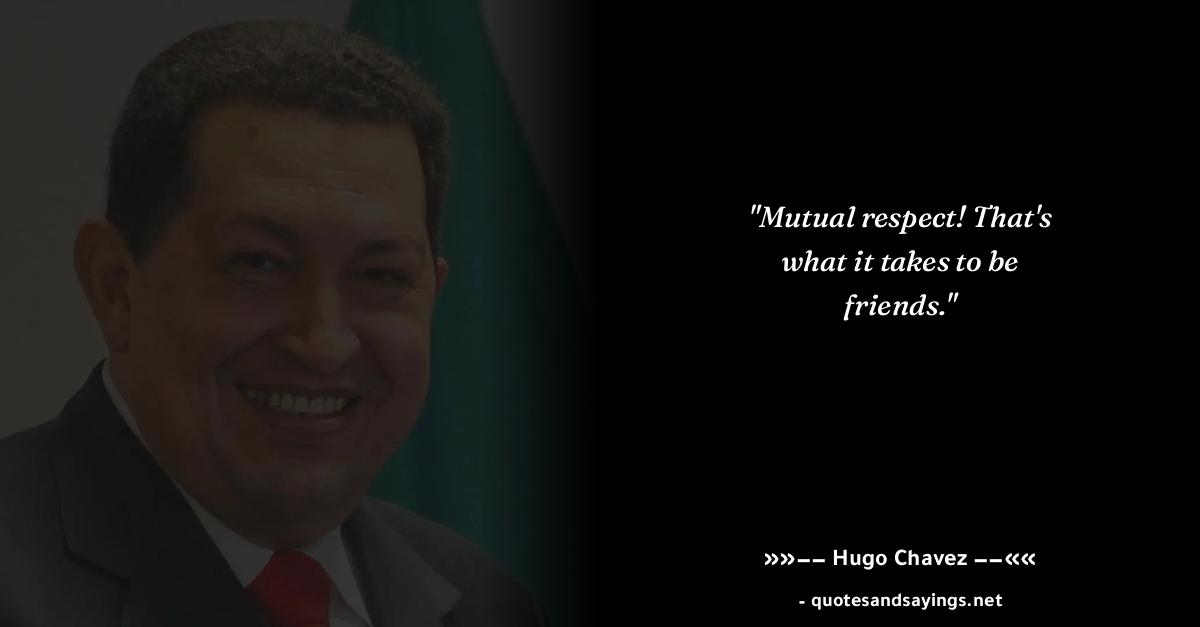 "Mutual respect! That's
what it takes to be
friends."
»»–– Hugo Chavez ––««
- quotesandsayings.net